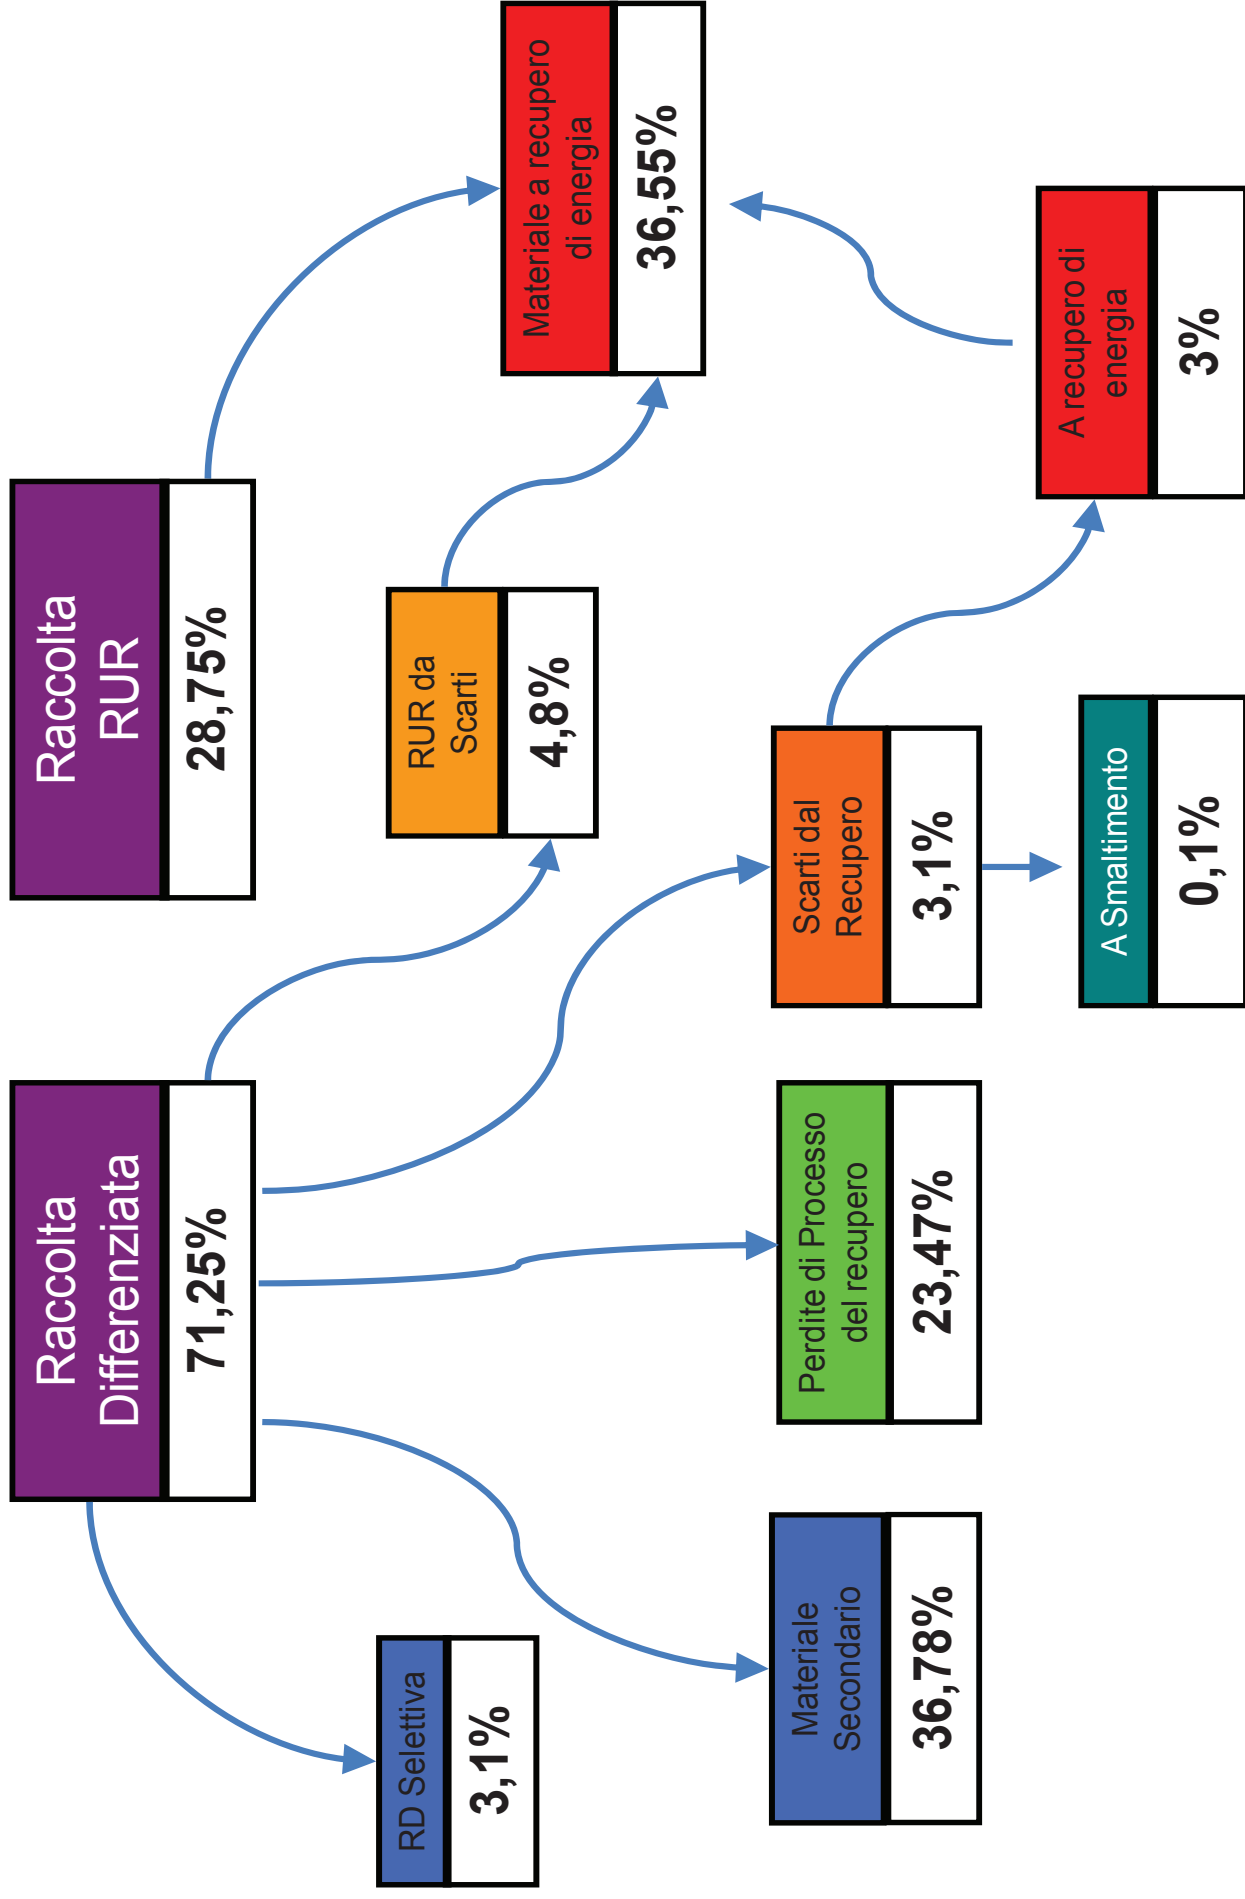 Raccolta
Differenziata
71,25%
Raccolta
RUR
28,75%
RD Selettiva
3,1%
RUR da
Scarti
4,8%
Materiale a recupero
di energia
36,55%
Materiale
Secondario
36,78%
Perdite di Processo
del recupero
23,47%
Scarti dal
Recupero
3,1%
A Smaltimento
0,1%
A recupero di
energia
3%